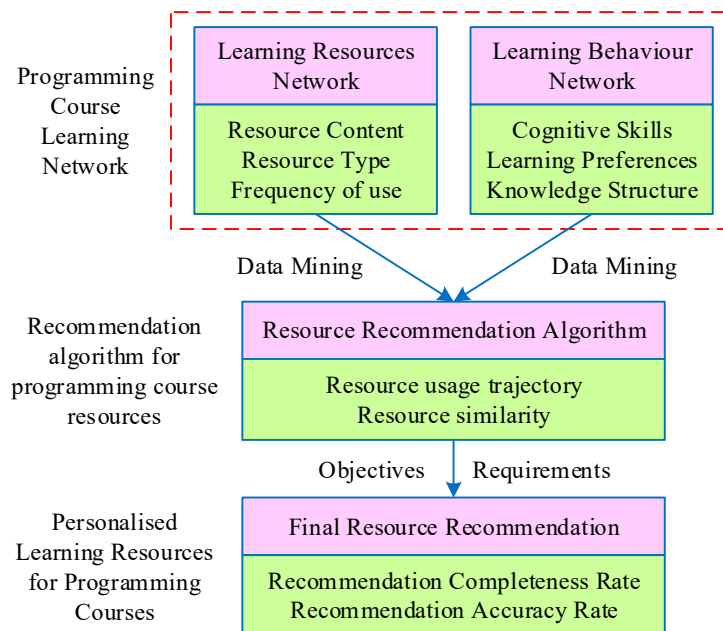 Programming
Course
Learning
Network
Learning Resources
Network
Resource Content
Resource Type
Frequency of use
Learning Behaviour
Network
Cognitive Skills
Learning Preferences
Knowledge Structure
Data Mining
Data Mining
Recommendation
algorithm for
programming course
resources
Resource Recommendation Algorithm
Resource usage trajectory
Resource similarity
Objectives
Requirements
Personalised
Learning Resources
for Programming
Courses
Final Resource Recommendation
Recommendation Completeness Rate
Recommendation Accuracy Rate